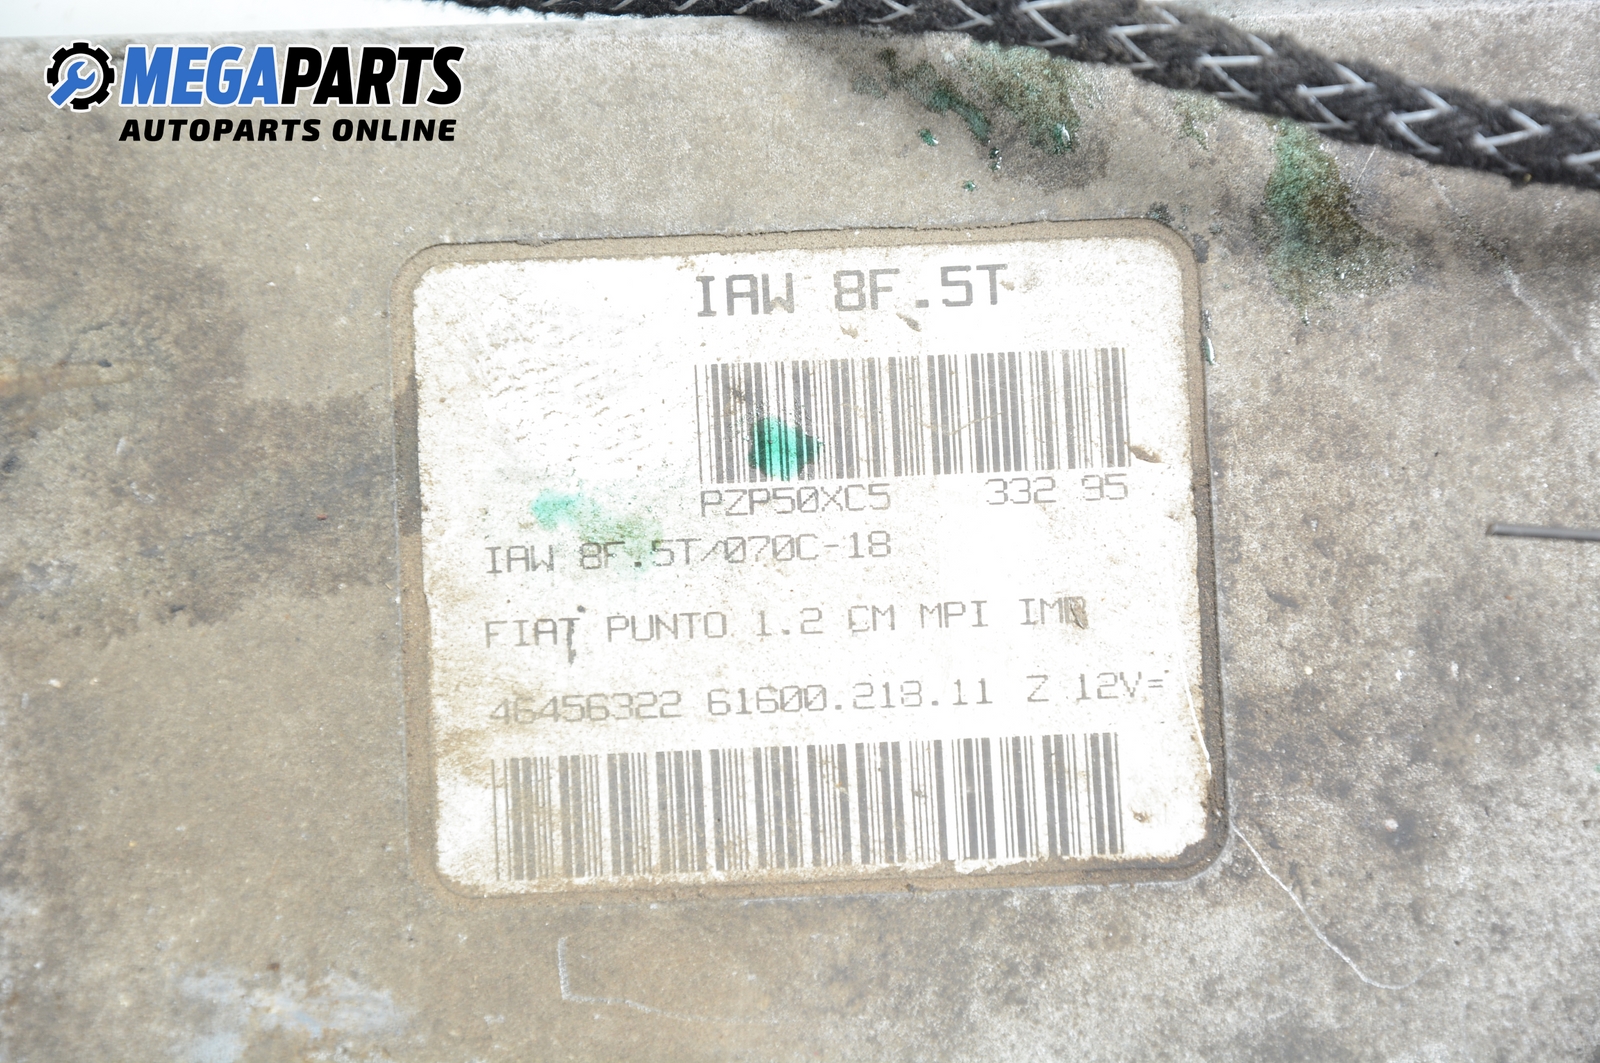 MEGAPARTS
AUTOPARTS ONLINE
IAW 8F.5T
PZP50XC5 332 95
IAW 8F.5T/070C-18
FIAT PUNTO 1.2 CM MPI
46456322 61600.218.11 Z 12V=